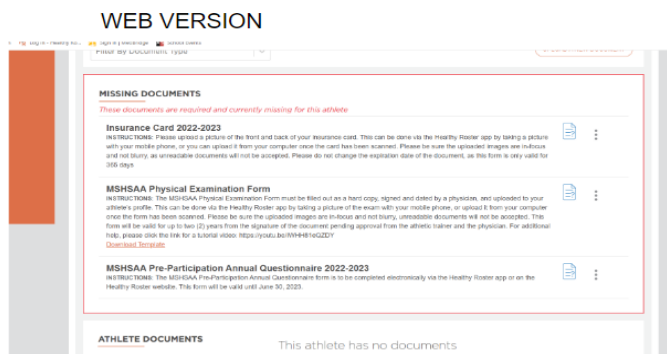 WEB VERSION
Filter By Document Type
MISSING DOCUMENTS
These documents are required and currently missing for this athlete
Insurance Card 2022-2023
INSTRUCTIONS: Please upload a picture of the front and back of your insurance card. This can be done via the Healthy Roster app by taking a picture
with your mobile phone, or you can upload it from your computer once the card has been scanned. Please be sure the uploaded images are in-focus
and not blurry, as unreadable documents will not be accepted. Please do not change the expiration date of the document, as this form is only valid for
365 days.
MSHSAA Physical Examination Form
INSTRUCTIONS: The MSHSAA Physical Examination Form must be filled out as a hard copy, signed and dated by a physician, and uploaded to your
athlete's profile. This can be done via the Healthy Roster app by taking a picture of the exam with your mobile phone, or upload it from your computer
once the form has been scanned. Please be sure the uploaded images are in-focus and not blurry, unreadable documents will not be accepted. This
form will be valid for up to two (2) years from the signature of the document pending approval from the athletic trainer and the physician. For additional
help, please click the link for a tutorial video:
Download Template
MSHSAA Pre-Participation Annual Questionnaire 2022-2023
INSTRUCTIONS: The MSHSAA Pre-Participation Annual Questionnaire form is to be completed electronically via the Healthy Roster app or on the
Healthy Roster website. This form will be valid until June 30, 2023.
ATHLETE DOCUMENTS
This athlete has no documents